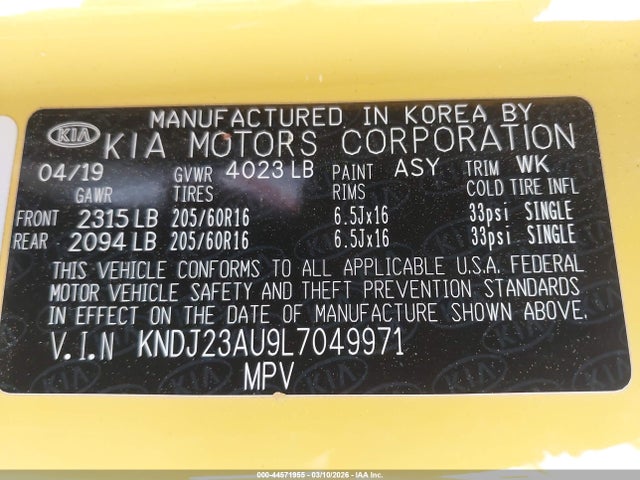 MANUFACTURED IN KOREA BY
KIA KIA MOTORS CORPORATION
04/19 GVWR 4023 LB PAINT ASY TRIM WK
GAWR TIRES RIMS COLD TIRE INFL
FRONT 2315 LB 205/60R16 6.5Jx16 33psi SINGLE
REAR 2094 LB 205/60R16 6.5Jx16 33psi SINGLE
THIS VEHICLE CONFORMS TO ALL APPLICABLE U.S.A. FEDERAL
MOTOR VEHICLE SAFETY AND THEFT PREVENTION STANDARDS
IN EFFECT ON THE DATE OF MANUFACTURE SHOWN ABOVE.
V.I.N KNDJ23AU9L7049971
MPV
000-44571955 - 03/10/2026 - IAA Inc.